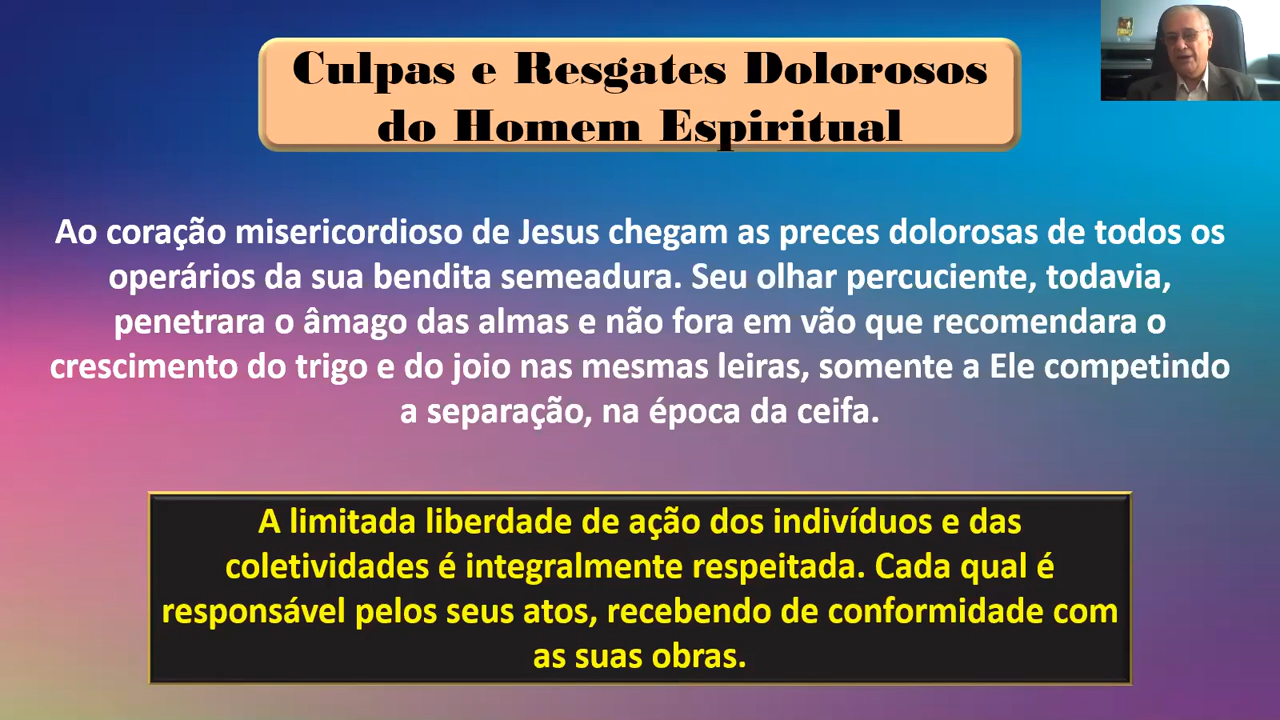 Culpas e Resgates Dolorosos
do Homem Espiritual
Ao coração misericordioso de Jesus chegam as preces dolorosas de todos os
operários da sua bendita semeadura. Seu olhar percuciente, todavia,
penetrara o âmago das almas e não fora em vão que recomendara o
crescimento do trigo e do joio nas mesmas leiras, somente a Ele competindo
a separação, na época da ceifa.
A limitada liberdade de ação dos indivíduos e das
coletividades é integralmente respeitada. Cada qual é
responsável pelos seus atos, recebendo de conformidade com
as suas obras.